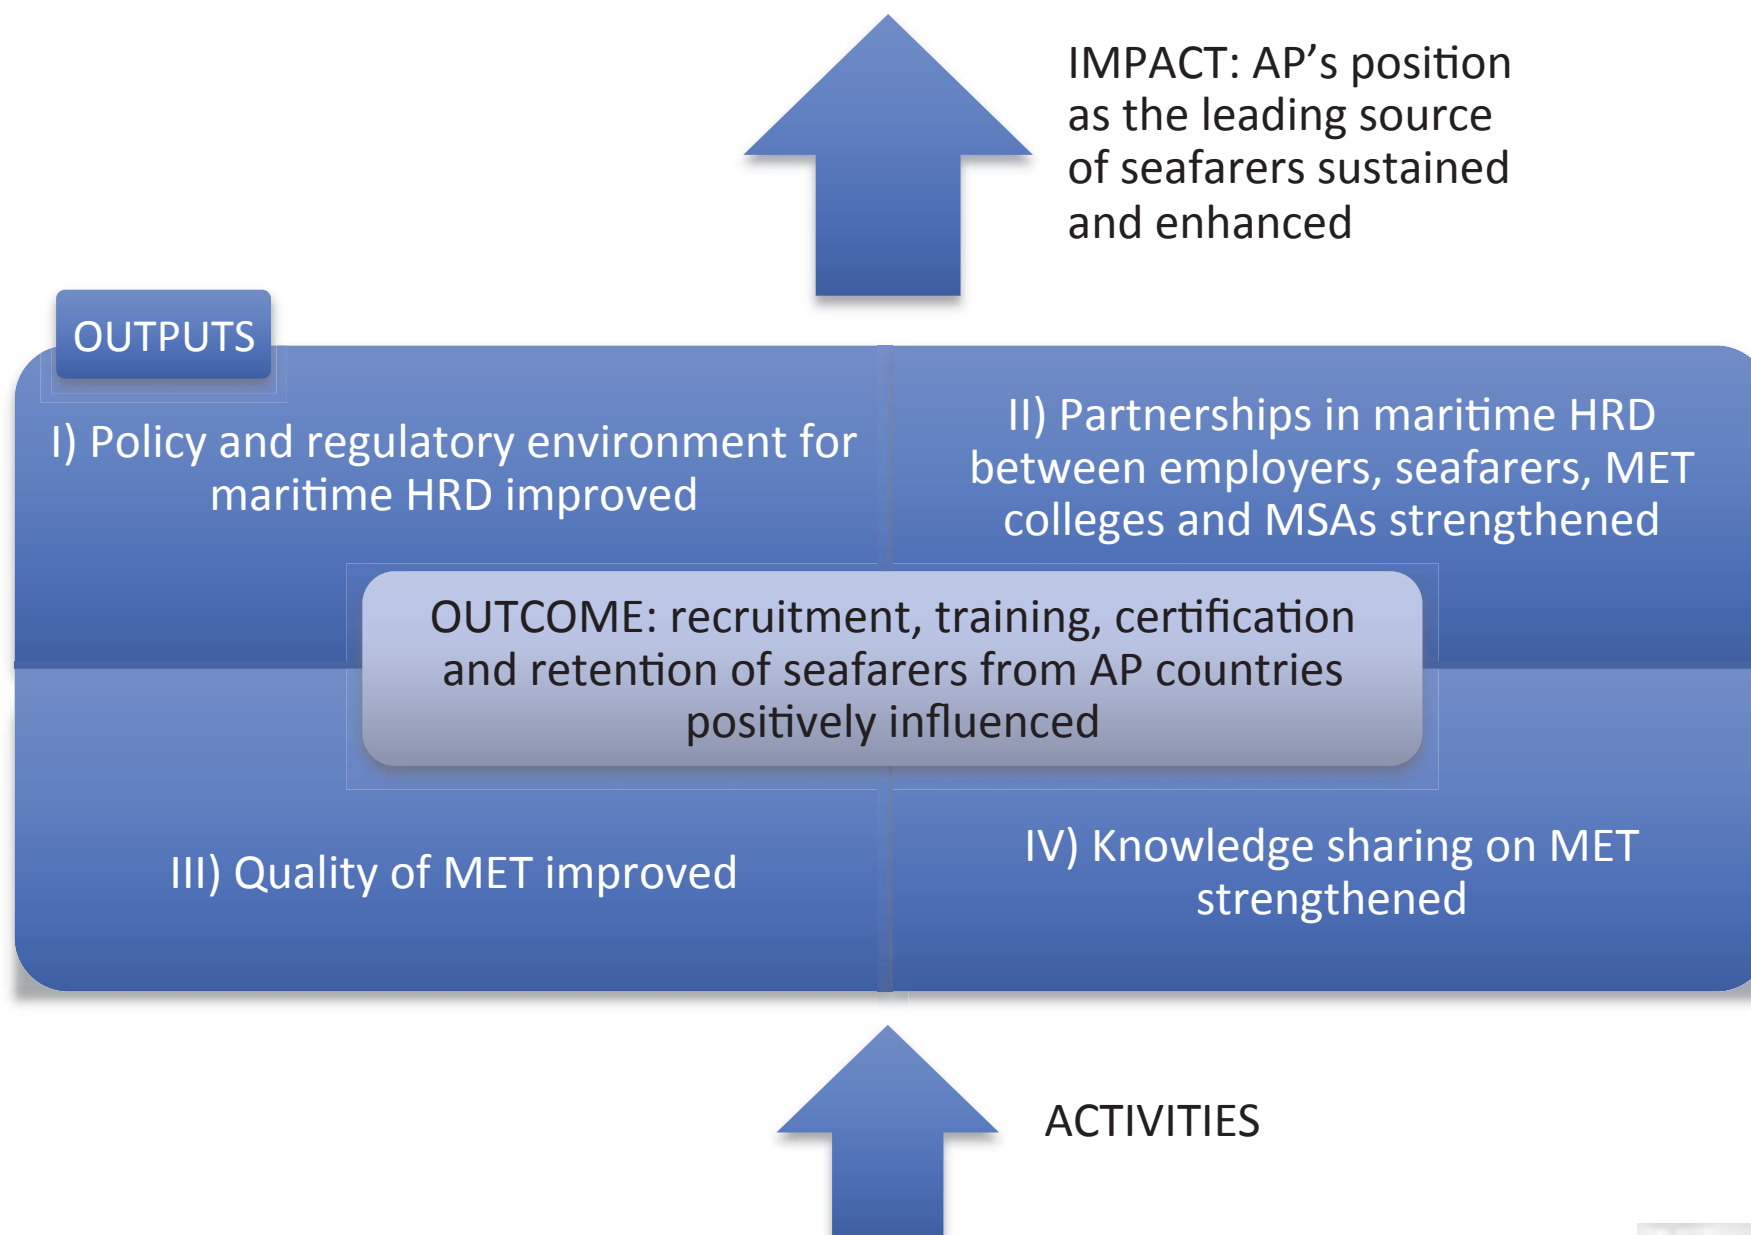 IMPACT: AP’s position
as the leading source
of seafarers sustained
and enhanced
OUTPUTS
I) Policy and regulatory environment for
maritime HRD improved
II) Partnerships in maritime HRD
between employers, seafarers, MET
colleges and MSAs strengthened
OUTCOME: recruitment, training, certification
and retention of seafarers from AP countries
positively influenced
III) Quality of MET improved
IV) Knowledge sharing on MET
strengthened
ACTIVITIES